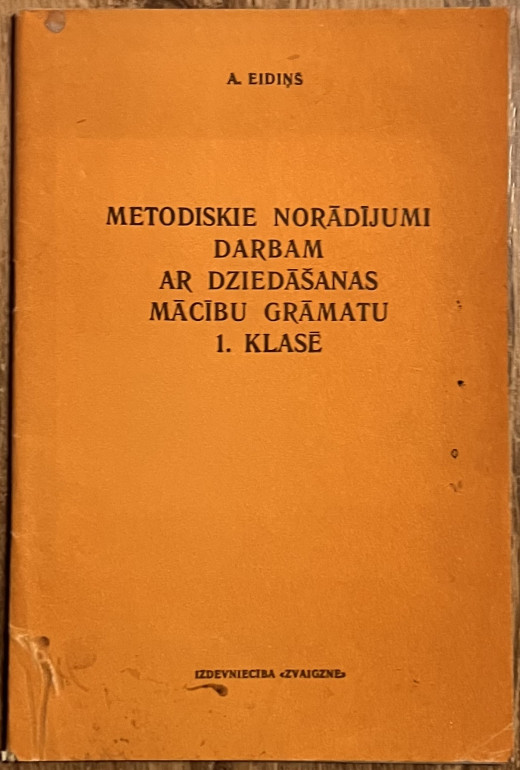 A. EIDIŅŠ
METODISKIE NORĀDĪJUMI
DARBAM
AR DZIEDĀŠANAS
MĀCĪBU GRĀMATU
1. KLASĒ
IZDEVNIECĪBA «ZVAIGZNE»